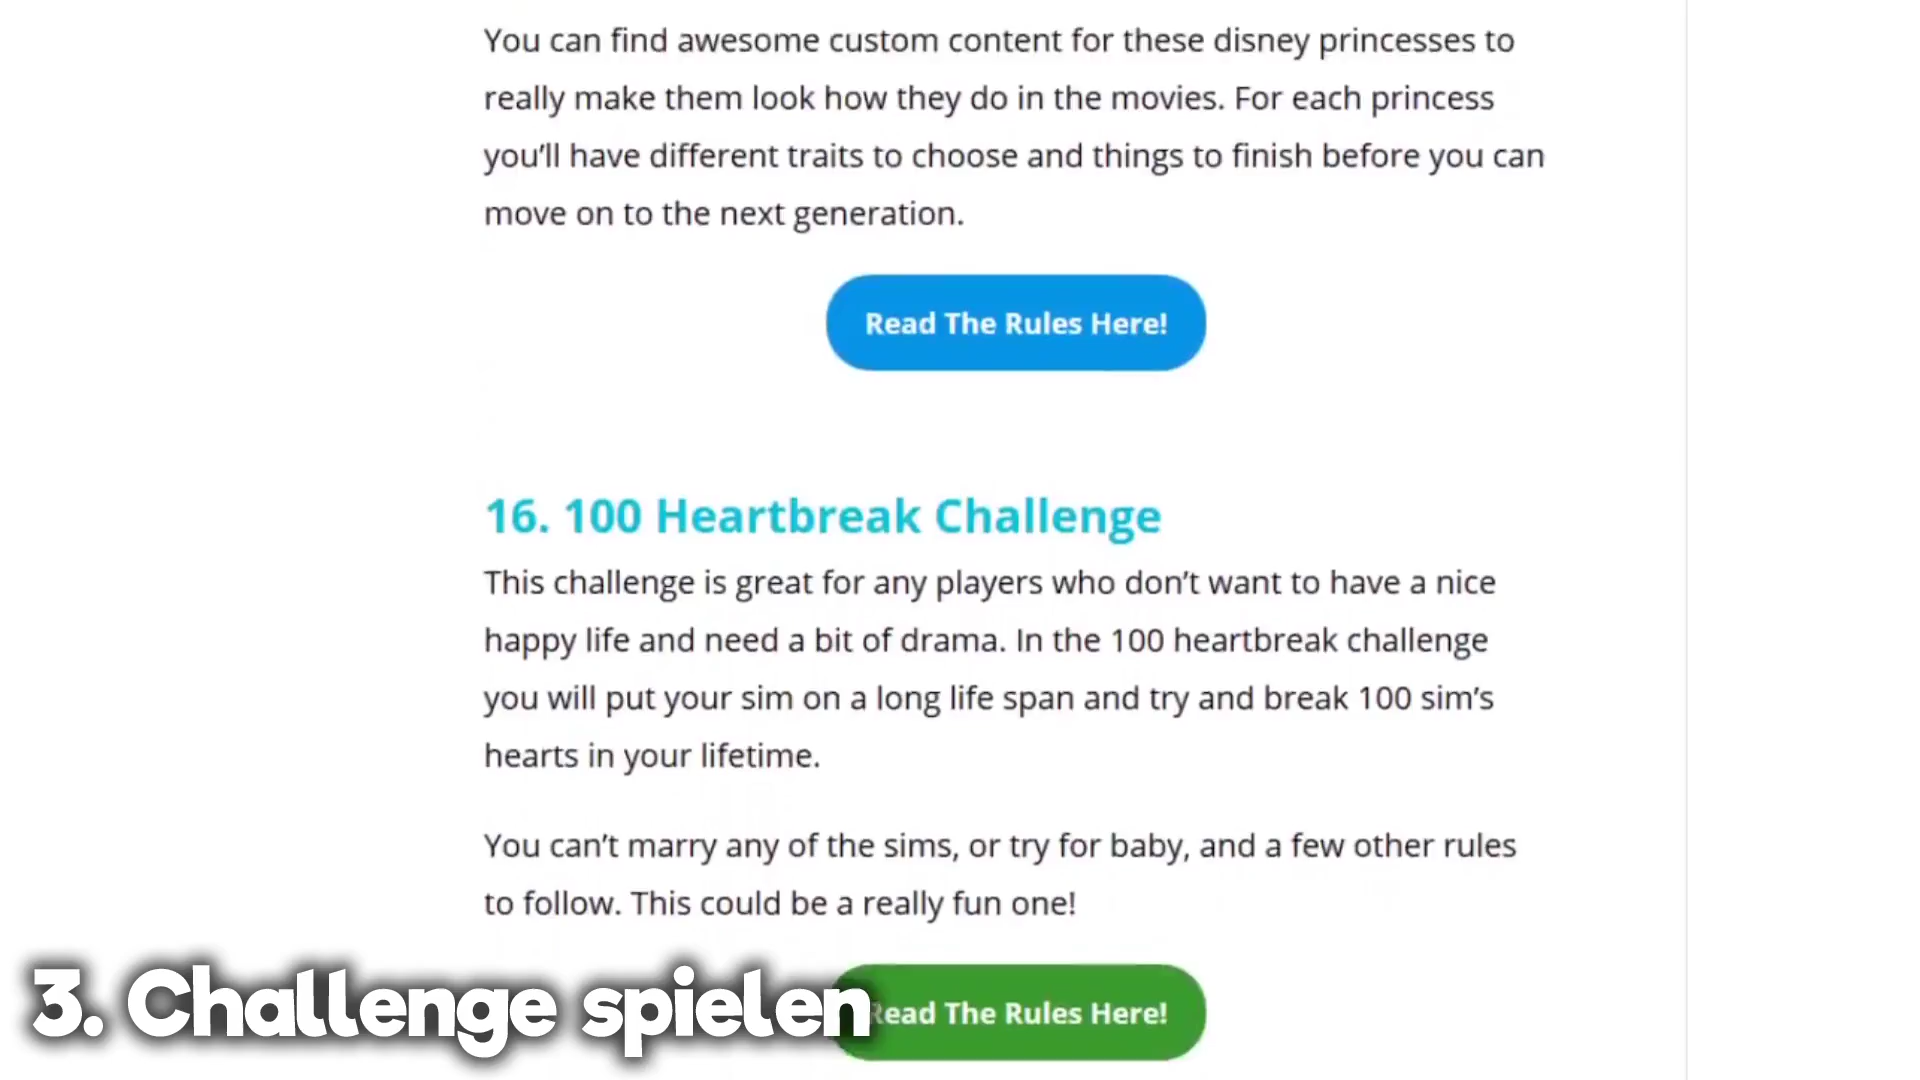 You can find awesome custom content for these disney princesses to
really make them look how they do in the movies. For each princess
you’ll have different traits to choose and things to finish before you can
move on to the next generation.
Read The Rules Here!
16. 100 Heartbreak Challenge
This challenge is great for any players who don’t want to have a nice
happy life and need a bit of drama. In the 100 heartbreak challenge
you will put your sim on a long life span and try and break 100 sim’s
hearts in your lifetime.
You can’t marry any of the sims, or try for baby, and a few other rules
to follow. This could be a really fun one!
3. Challenge spielen
Read The Rules Here!